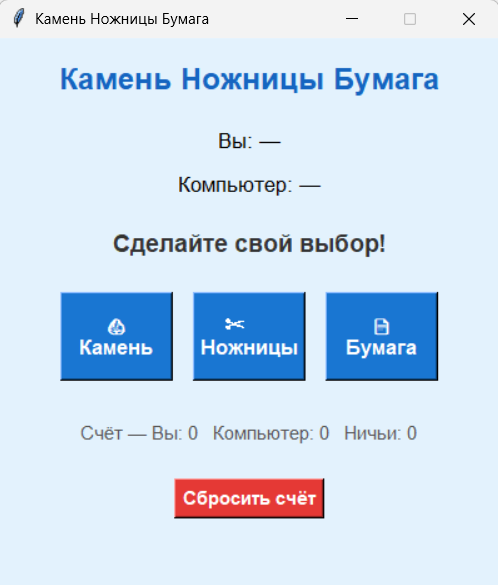 Камень Ножницы Бумага
Камень Ножницы Бумага
Вы: —
Компьютер: —
Сделайте свой выбор!
Камень Ножницы Бумага
Счёт — Вы: 0 Компьютер: 0 Ничьи: 0
Сбросить счёт